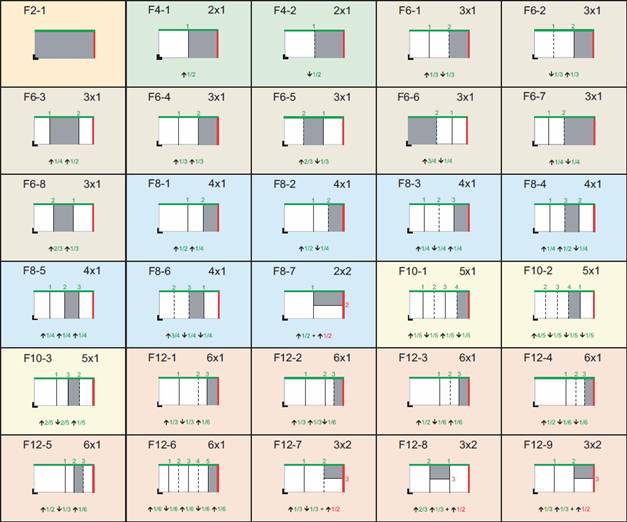 F2-1
F4-1 2x1
1
↑1/2
F4-2 2x1
1
↓1/2
F6-1 3x1
1 2
↑1/3 ↓1/3
F6-2 3x1
1 2
↓1/3 ↑1/3
F6-3 3x1
1 2
↑1/4 ↑1/2
F6-4 3x1
1 2
↑1/3 ↑1/3
F6-5 3x1
2 1
↑2/3 ↓1/3
F6-6 3x1
2 1
↑3/4 ↓1/4
F6-7 3x1
1 2
↑1/4 ↓1/4
F6-8 3x1
2 1
↑2/3 ↑1/3
F8-1 4x1
1 2
↑1/2 ↑1/4
F8-2 4x1
1 2
↑1/2 ↓1/4
F8-3 4x1
1 2 3
↑1/4 ↓1/4 ↑1/4
F8-4 4x1
1 3 2
↑1/4 ↑1/2 ↓1/4
F8-5 4x1
1 2 3
↑1/4 ↑1/4 ↑1/4
F8-6 4x1
2 3 1
↑3/4 ↓1/4 ↓1/4
F8-7 2x2
1
2
↑1/2 + ↑1/2
F10-1 5x1
1 2 3 4
↑1/5 ↓1/5 ↑1/5 ↓1/5
F10-2 5x1
2 3 4 1
↑4/5 ↓1/5 ↓1/5 ↓1/5
F10-3 5x1
1 3 2
↑2/5 ↓2/5 ↑1/5
F12-1 6x1
1 2 3
↑1/3 ↓1/3 ↑1/6
F12-2 6x1
1 2 3
↑1/3 ↑1/3 ↓1/6
F12-3 6x1
1 2 3
↑1/2 ↓1/6 ↑1/6
F12-4 6x1
1 2 3
↑1/2 ↓1/6 ↓1/6
F12-5 6x1
1 2 3
↑1/2 ↓1/3 ↑1/6
F12-6 6x1
1 2 3 4 5
↑1/6 ↓1/6 ↑1/6 ↓1/6 ↑1/6
F12-7 3x2
1 2
3
↑1/3 ↓1/3 + ↑1/2
F12-8 3x2
2 1
3
↑2/3 ↑1/3 + ↑1/2
F12-9 3x2
1 2
3
↑1/3 ↑1/3 + ↑1/2